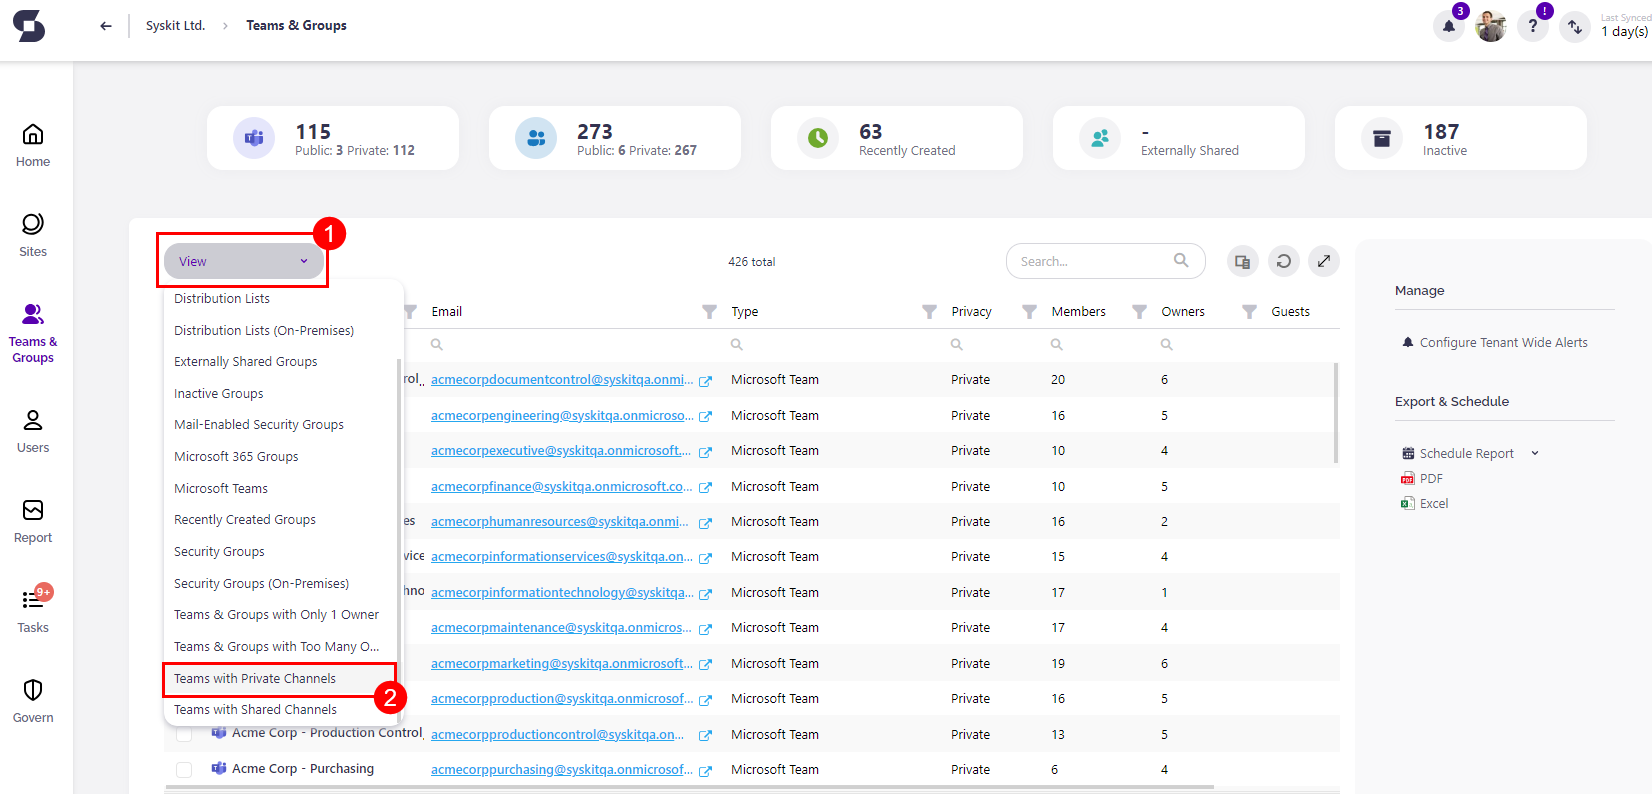 Syskit Ltd. > Teams & Groups
3
!
?
Last Synced
1 day(s)
Home
Sites
Teams & Groups
Users
Report
9+
Tasks
Govern
115
Public: 3 Private: 112
273
Public: 6 Private: 267
63
Recently Created
-
Externally Shared
187
Inactive
1
View
426 total
Search...
Distribution Lists
Distribution Lists (On-Premises)
Externally Shared Groups
Inactive Groups
Mail-Enabled Security Groups
Microsoft 365 Groups
Microsoft Teams
Recently Created Groups
Security Groups
Security Groups (On-Premises)
Teams & Groups with Only 1 Owner
Teams & Groups with Too Many O...
Teams with Private Channels
2
Teams with Shared Channels
Email Type Privacy Members Owners Guests
rol_, acmecorpdocumentcontrol@syskitqa.onmi... Microsoft Team Private 20 6
acmecorpengineering@syskitqa.onmicroso... Microsoft Team Private 16 5
acmecorpexecutive@syskitqa.onmicrosoft.... Microsoft Team Private 10 4
acmecorpfinance@syskitqa.onmicrosoft.co... Microsoft Team Private 10 5
es acmecorphumanresources@syskitqa.onmi... Microsoft Team Private 16 2
vice acmecorpinformationservices@syskitqa.on... Microsoft Team Private 15 4
hno acmecorpinformationtechnology@syskitqa... Microsoft Team Private 17 1
acmecorpmaintenance@syskitqa.onmicros... Microsoft Team Private 17 4
acmecorpmarketing@syskitqa.onmicrosoft... Microsoft Team Private 19 6
acmecorpproduction@syskitqa.onmicrosof... Microsoft Team Private 16 5
Acme Corp - Production Control_ acmecorpproductioncontrol@syskitqa.on... Microsoft Team Private 13 5
Acme Corp - Purchasing acmecorppurchasing@syskitqa.onmicrosof... Microsoft Team Private 6 4
Manage
Configure Tenant Wide Alerts
Export & Schedule
Schedule Report
PDF
Excel